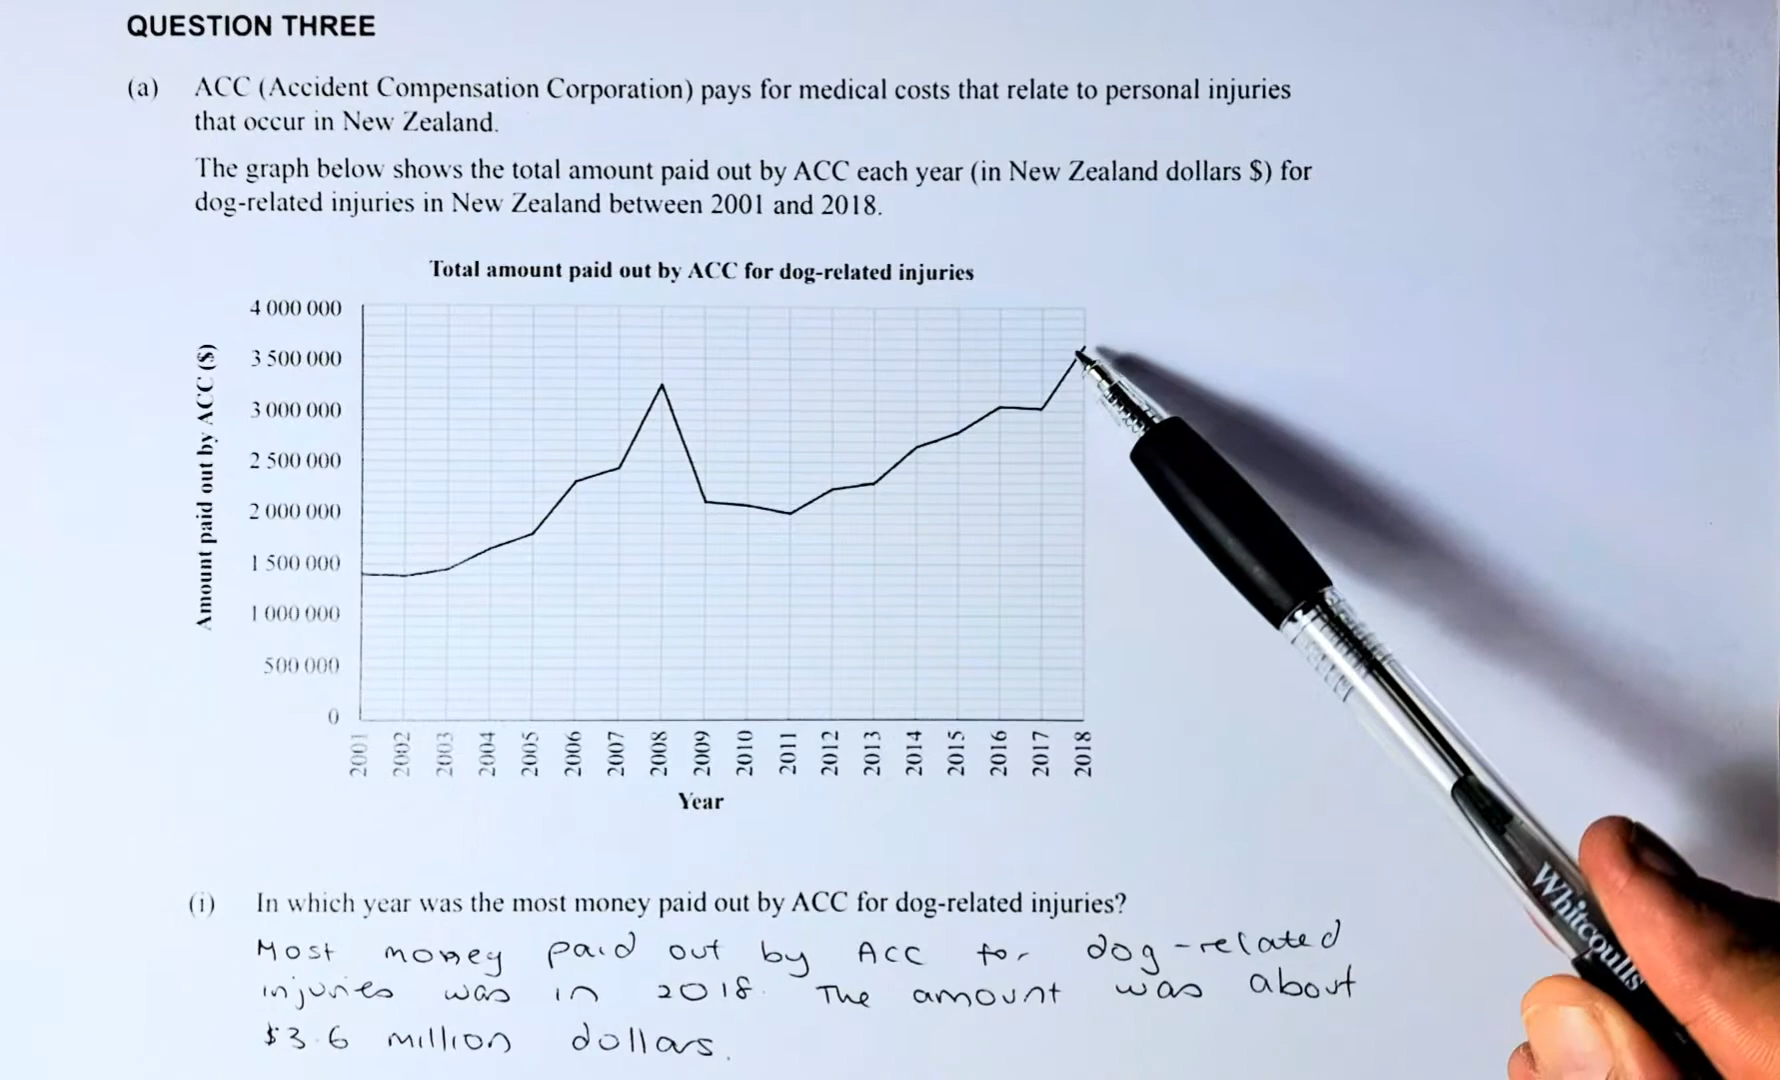 QUESTION THREE
(a) ACC (Accident Compensation Corporation) pays for medical costs that relate to personal injuries
that occur in New Zealand.
The graph below shows the total amount paid out by ACC each year (in New Zealand dollars $) for
dog-related injuries in New Zealand between 2001 and 2018.
Total amount paid out by ACC for dog-related injuries
Amount paid out by ACC ($)
4 000 000
3 500 000
3 000 000
2 500 000
2 000 000
1 500 000
1 000 000
500 000
0
2001 2002 2003 2004 2005 2006 2007 2008 2009 2010 2011 2012 2013 2014 2015 2016 2017 2018
Year
(i) In which year was the most money paid out by ACC for dog-related injuries?
Most money paid out by ACC for dog-related
injuries was in 2018. The amount was about
$3.6 million dollars.
Whitcoulls